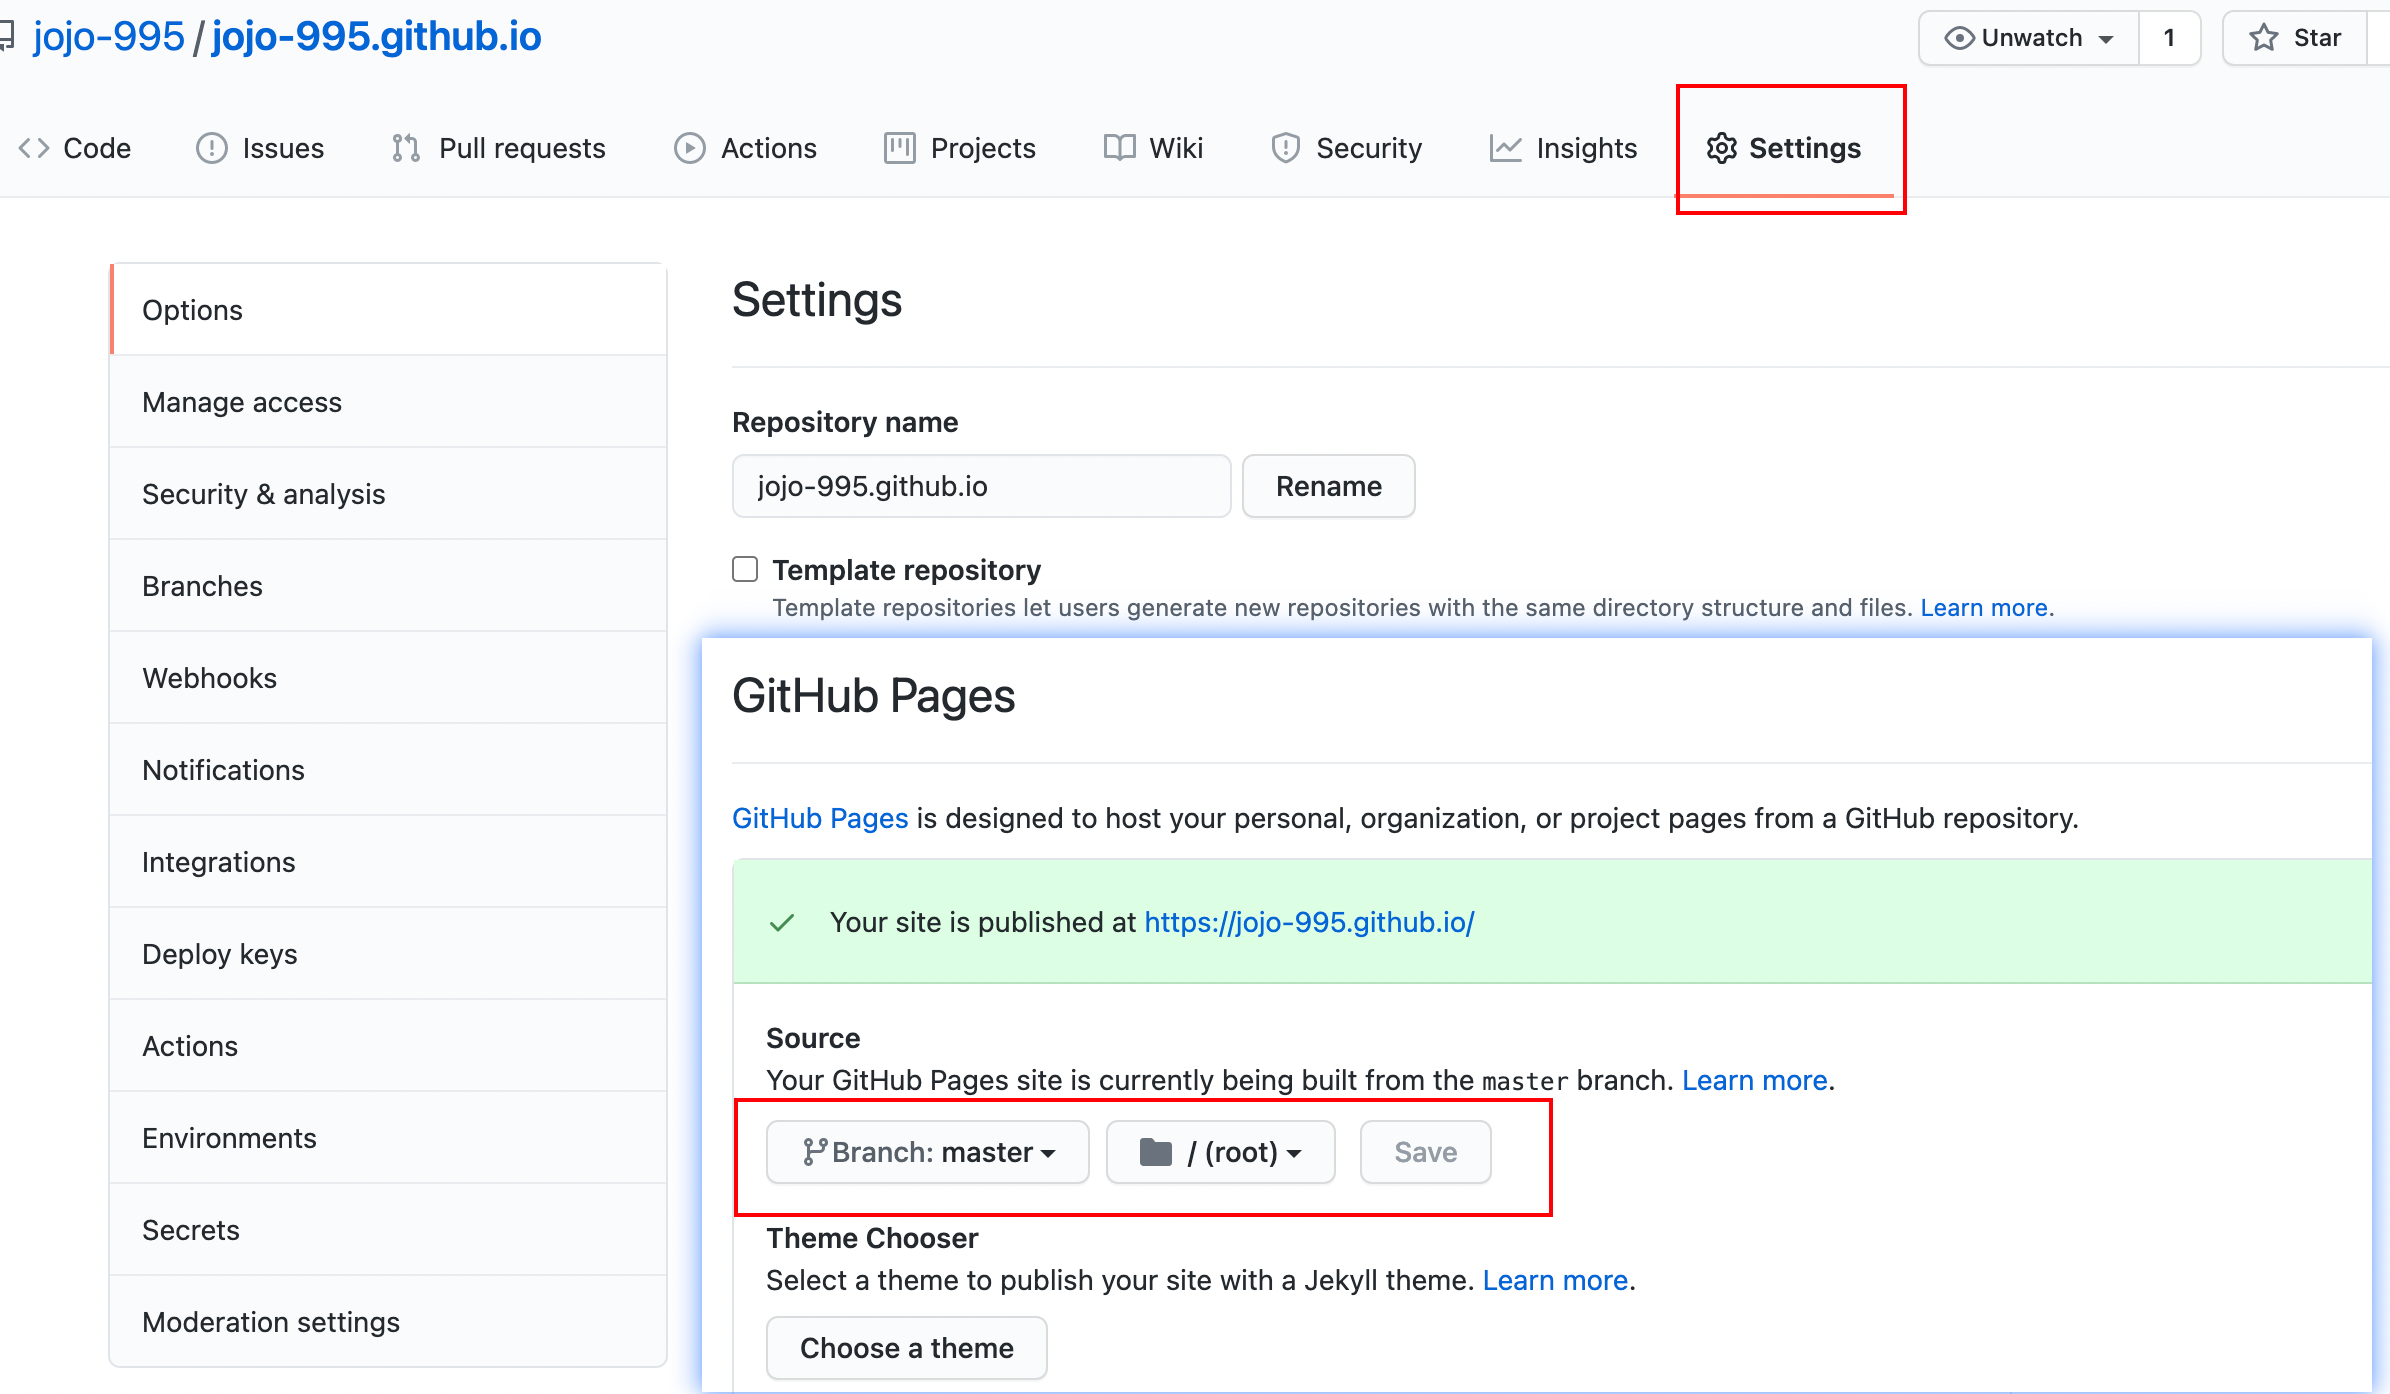 jojo-995 / jojo-995.github.io
Unwatch 1 Star
Code Issues Pull requests Actions Projects Wiki Security Insights Settings
Options
Manage access
Security & analysis
Branches
Webhooks
Notifications
Integrations
Deploy keys
Actions
Environments
Secrets
Moderation settings
Settings
Repository name
jojo-995.github.io Rename
Template repository
Template repositories let users generate new repositories with the same directory structure and files. Learn more.
GitHub Pages
GitHub Pages is designed to host your personal, organization, or project pages from a GitHub repository.
Your site is published at https://jojo-995.github.io/
Source
Your GitHub Pages site is currently being built from the master branch. Learn more.
Branch: master / (root) Save
Theme Chooser
Select a theme to publish your site with a Jekyll theme. Learn more.
Choose a theme